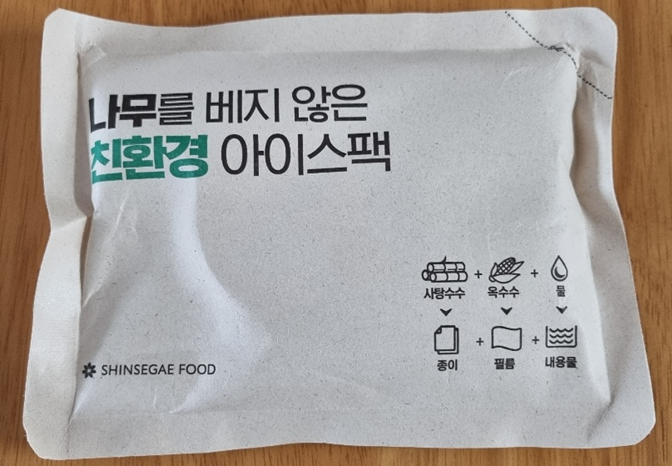 나무를 베지 않은
친환경 아이스팩
사탕수수 + 옥수수 + 물
종이 + 필름 + 내용물
SHINSEGAE FOOD